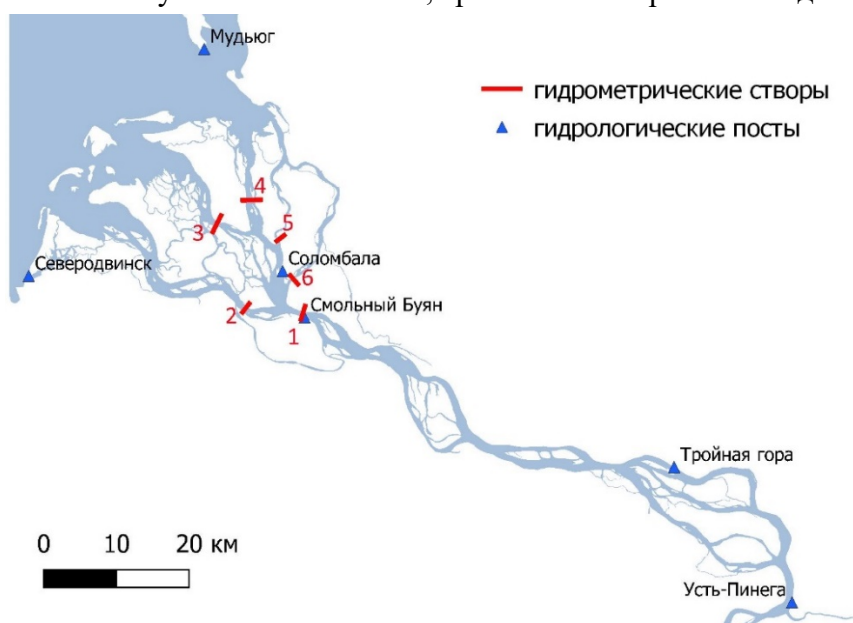 Мудьюг
гидрометрические створы
гидрологические посты
4
5
3
Соломбала
Северодвинск
6
Смольный Буян
2
1
Тройная гора
0 10 20 км
Усть-Пинега